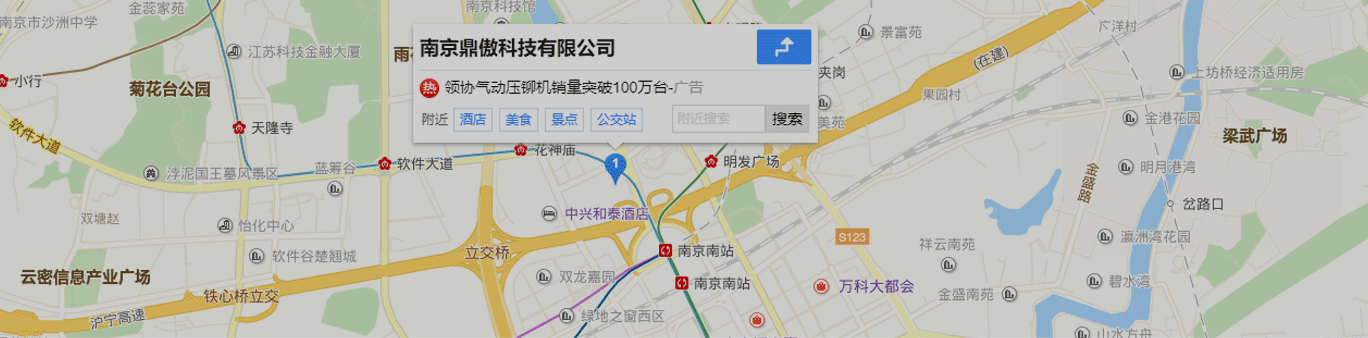 金蕊家苑
南京科技馆
南京市沙洲中学
江苏科技金融大厦
小行
菊花台公园
天隆寺
软件大道
浡泥国王墓风景区
蓝筹谷
软件大道
花神庙
双塘赵
怡化中心
软件谷楚翘城
云密信息产业广场
铁心桥立交
沪宁高速
立交桥
南京鼎傲科技有限公司
热 领协气动压铆机销量突破100万台-广告
附近 酒店 美食 景点 公交站 附近搜索 搜索
1
中兴和泰酒店
明发广场
南京南站
南京南站
双龙嘉园
绿地之窗西区
夹岗
景富苑
(在建)
广洋村
果园村
上坊桥经济适用房
金港花园
梁武广场
明月港湾
金盛路
岔路口
S123
瀛洲湾花园
祥云南苑
碧水湾
万科大都会
金盛南苑
山水方舟